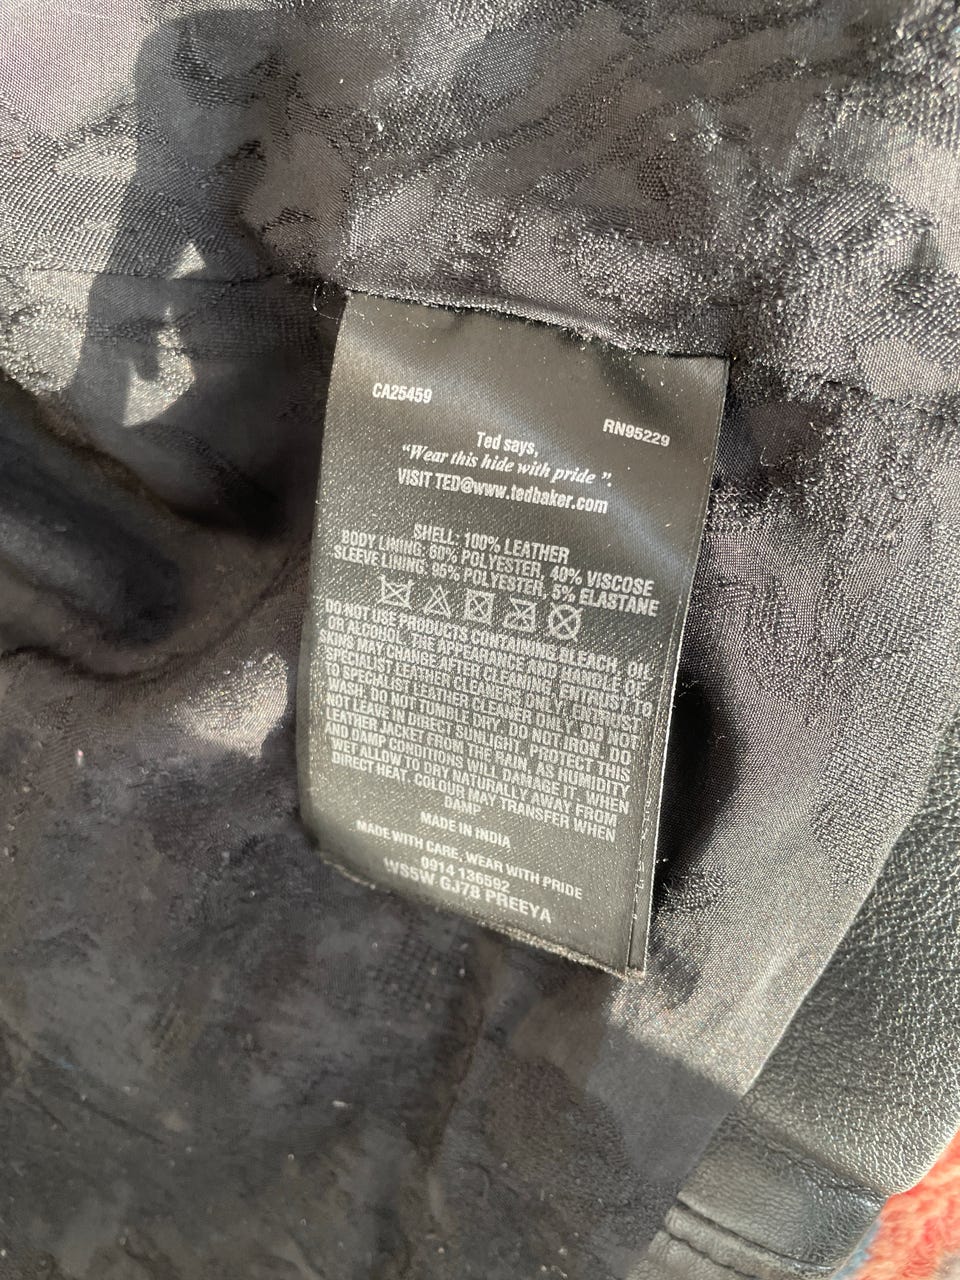 CA25459
RN95229
Ted says,
“Wear this hide with pride ”.
VISIT TED@www.tedbaker.com
SHELL: 100% LEATHER
BODY LINING: 60% POLYESTER, 40% VISCOSE
SLEEVE LINING: 95% POLYESTER, 5% ELASTANE
DO NOT USE PRODUCTS CONTAINING BLEACH, OIL
OR ALCOHOL. THE APPEARANCE AND HANDLE OF
SKINS MAY CHANGE AFTER CLEANING. ENTRUST TO
SCIALIST LEATHER CLEANERS ONLY. ENTRUST
TO SPECIALIST LEATHER CLEANER ONLY. DO NOT
WASH. DO NOT TUMBLE DRY. DO NOT IRON. DO
NOT LEAVE IN DIRECT SUNLIGHT. PROTECT THIS
LEATHER JACKET FROM THE RAIN, AS HUMIDITY
AND DAMP CONDITIONS WILL DAMAGE IT. WHEN
WET ALLOW TO DRY NATURALLY AWAY FROM
DIRECT HEAT. COLOUR MAY TRANSFER WHEN
DAMP
MADE IN INDIA
MADE WITH CARE, WEAR WITH PRIDE
0914 136592
WS5W GJ78 PREEYA